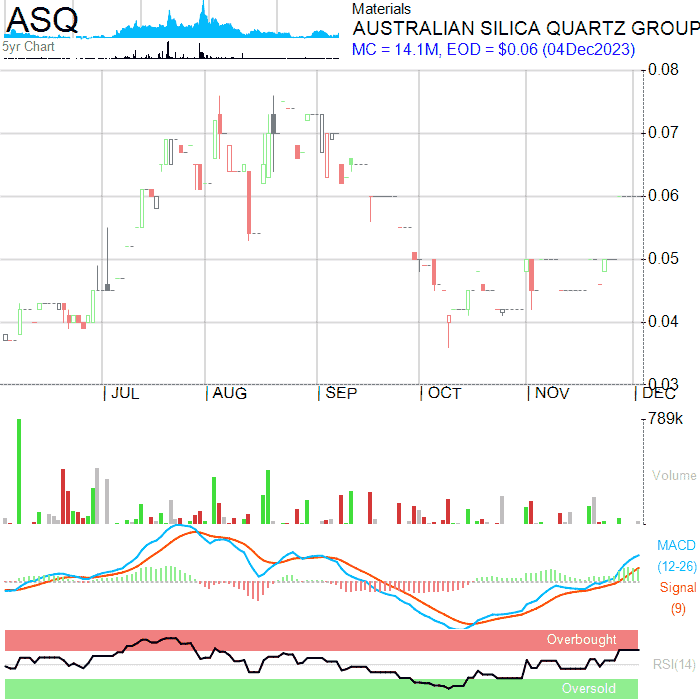 ASQ
5yr Chart
Materials
AUSTRALIAN SILICA QUARTZ GROUP
MC = 14.1M, EOD = $0.06 (04Dec2023)
0.08
0.07
0.06
0.05
0.04
0.03
JUL AUG SEP OCT NOV DEC
789k
Volume
MACD
(12-26)
Signal
(9)
Overbought
RSI(14)
Oversold